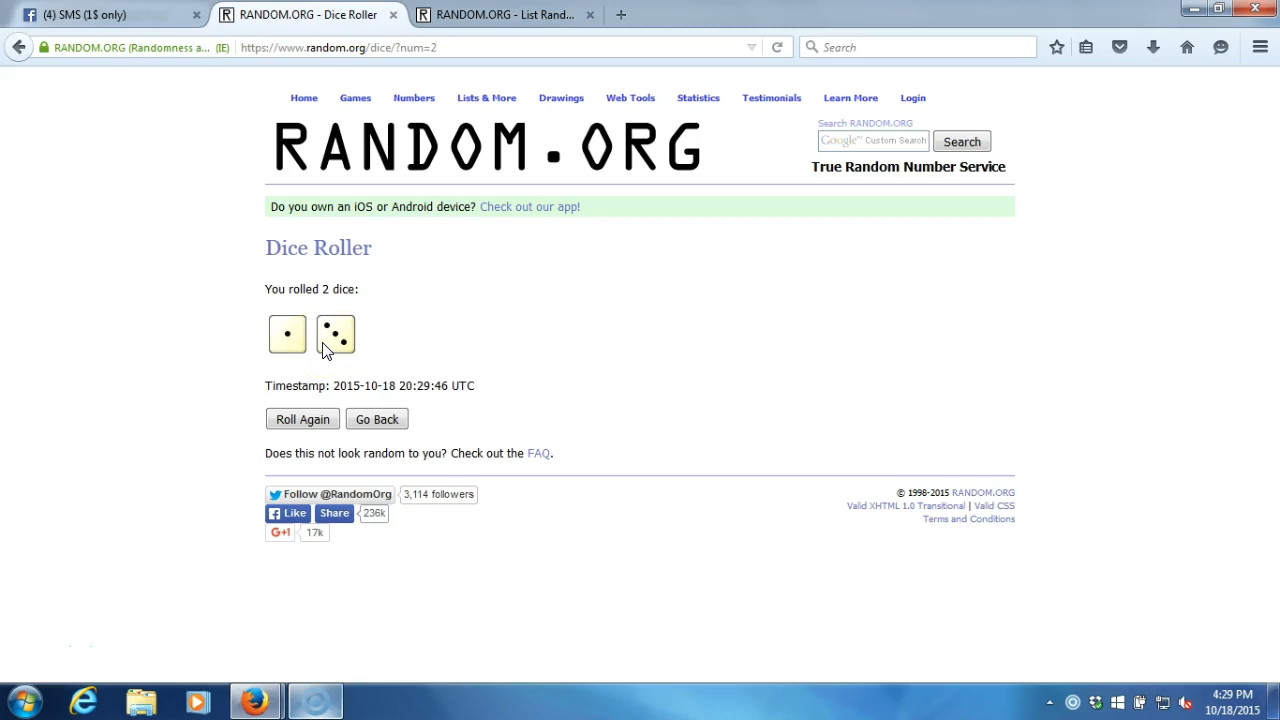 (4) SMS (1 only)
RANDOM.ORG - Dice Roller
RANDOM.ORG - List Rand...
RANDOM.ORG (Randomness a... (IE)
https://www.random.org/dice/?num=2
Search
Home Games Numbers Lists & More Drawings Web Tools Statistics Testimonials Learn More Login
RANDOM.ORG
Search RANDOM.ORG
Google™ Custom Search Search
True Random Number Service
Do you own an iOS or Android device? Check out our app!
Dice Roller
You rolled 2 dice:
Timestamp: 2015-10-18 20:29:46 UTC
Roll Again Go Back
Does this not look random to you? Check out the FAQ.
Follow @RandomOrg 3,114 followers
Like Share 236k
G+1 17k
© 1998-2015 RANDOM.ORG
Valid XHTML 1.0 Transitional | Valid CSS
Terms and Conditions
4:29 PM
10/18/2015